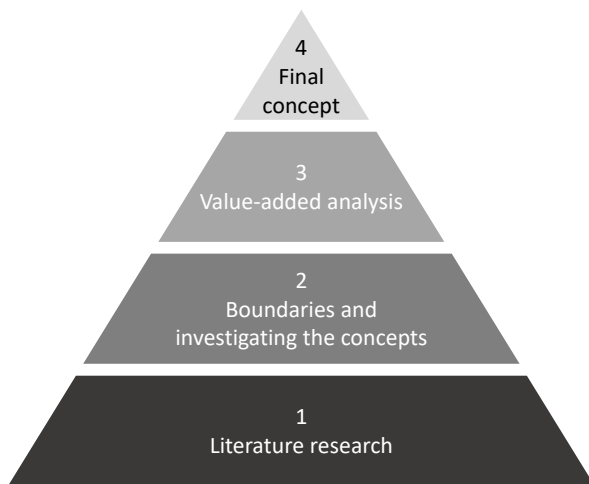 4
Final
concept
3
Value-added analysis
2
Boundaries and
investigating the concepts
1
Literature research